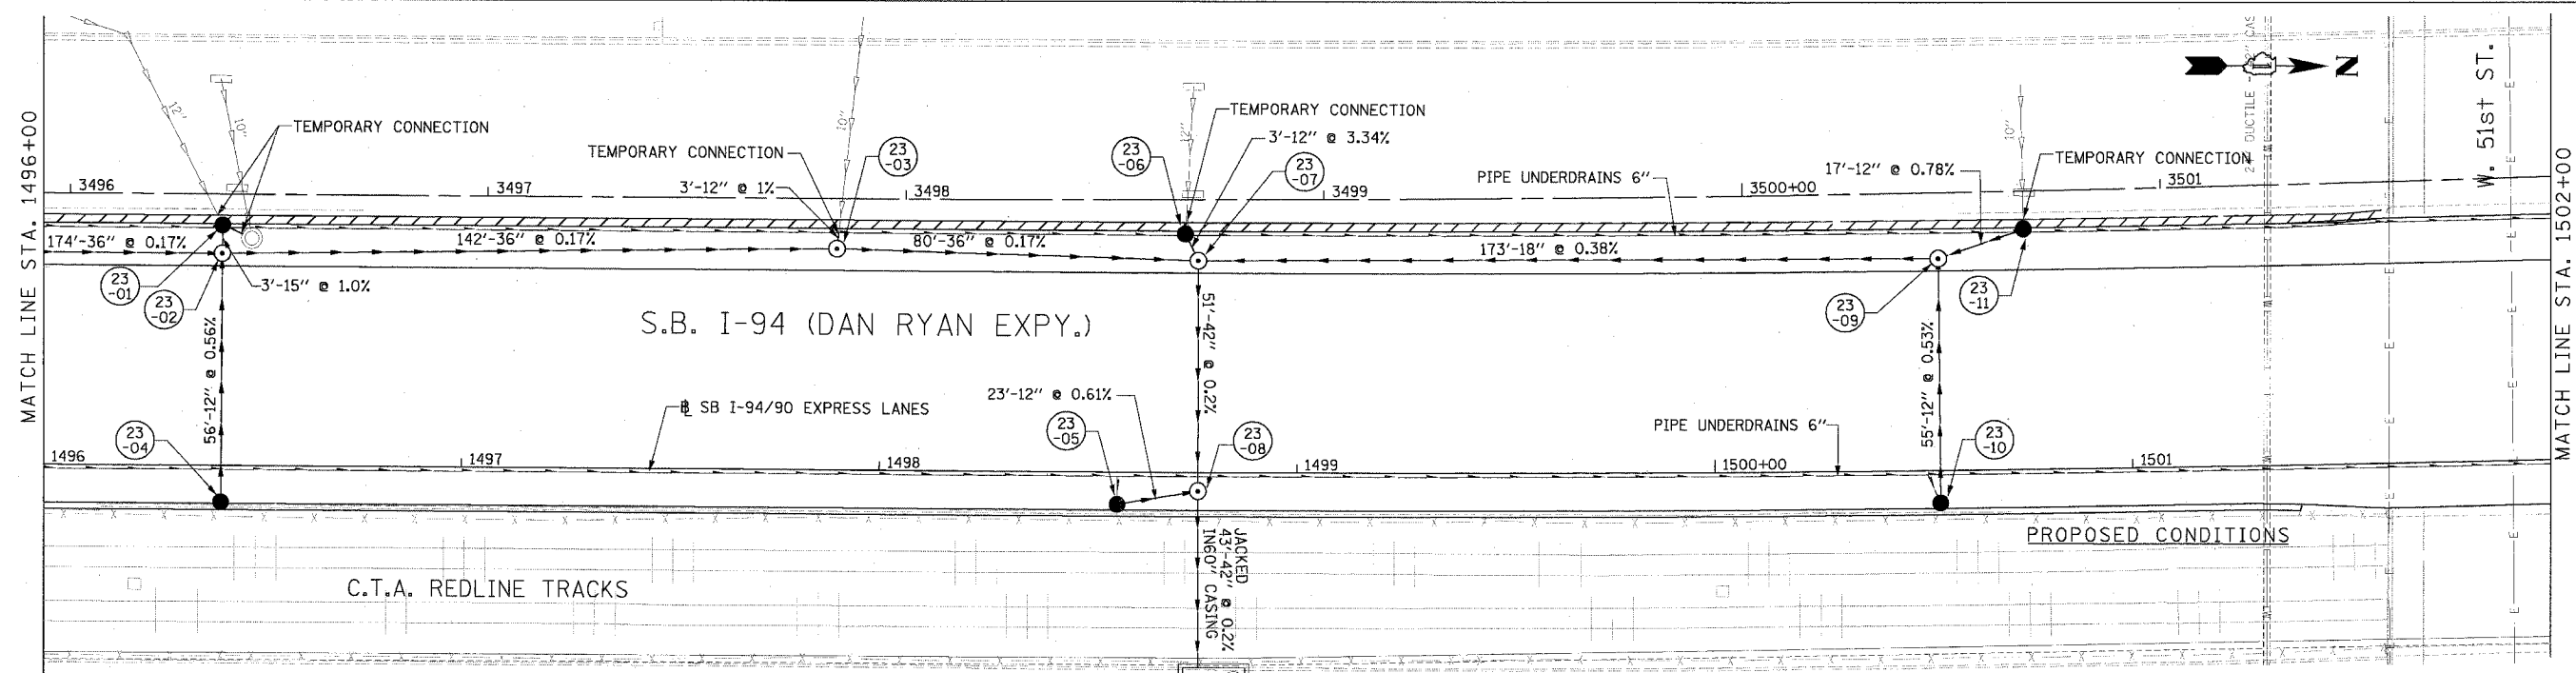 MATCH LINE STA. 1496+00
12"
10"
TEMPORARY CONNECTION
TEMPORARY CONNECTION
10"
23
-03
23
-06
12"
TEMPORARY CONNECTION
3'-12" @ 3.34%
23
-07
PIPE UNDERDRAINS 6"
17'-12" @ 0.78%
10"
TEMPORARY CONNECTION
N
W. 51st ST.
MATCH LINE STA. 1502+00
3496
3497
3'-12" @ 1%
3498
3499
3500+00
3501
174'-36" @ 0.17%
142'-36" @ 0.17%
80'-36" @ 0.17%
173'-18" @ 0.38%
23
-01
23
-02
3'-15" @ 1.0%
23
-09
23
-11
S.B. I-94 (DAN RYAN EXPY.)
56'-12" @ 0.56%
51'-42" @ 0.2%
55'-12" @ 0.53%
23'-12" @ 0.61%
SB I-94/90 EXPRESS LANES
23
-04
23
-05
23
-08
PIPE UNDERDRAINS 6"
23
-10
1496
1497
1498
1499
1500+00
1501
JACKED
43'-42" @ 0.2%
IN60" CASING
PROPOSED CONDITIONS
C.T.A. REDLINE TRACKS